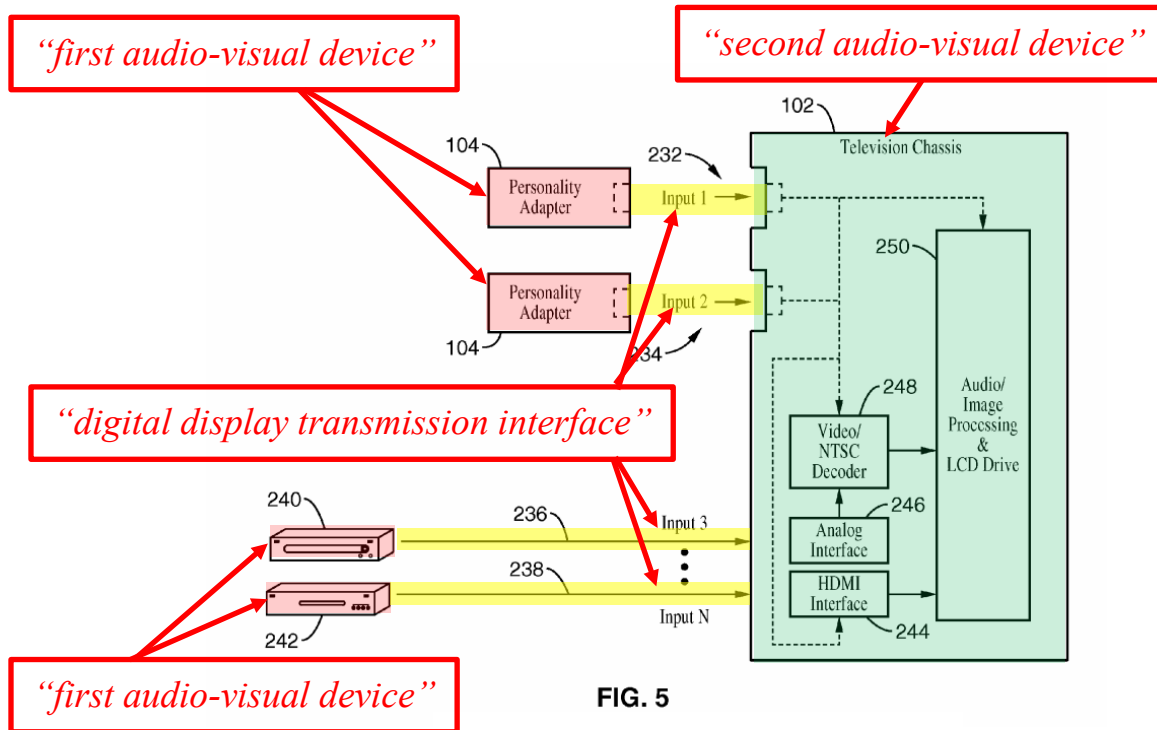 “first audio-visual device”
“second audio-visual device”
102
Television Chassis
104
Personality
Adapter
232
Input 1
250
Personality
Adapter
104
Input 2
234
“digital display transmission interface”
248
Video/
NTSC
Decoder
Audio/
Image
Processing
&
LCD Drive
240
236
Input 3
246
Analog
Interface
238
Input N
HDMI
Interface
242
244
“first audio-visual device”
FIG. 5